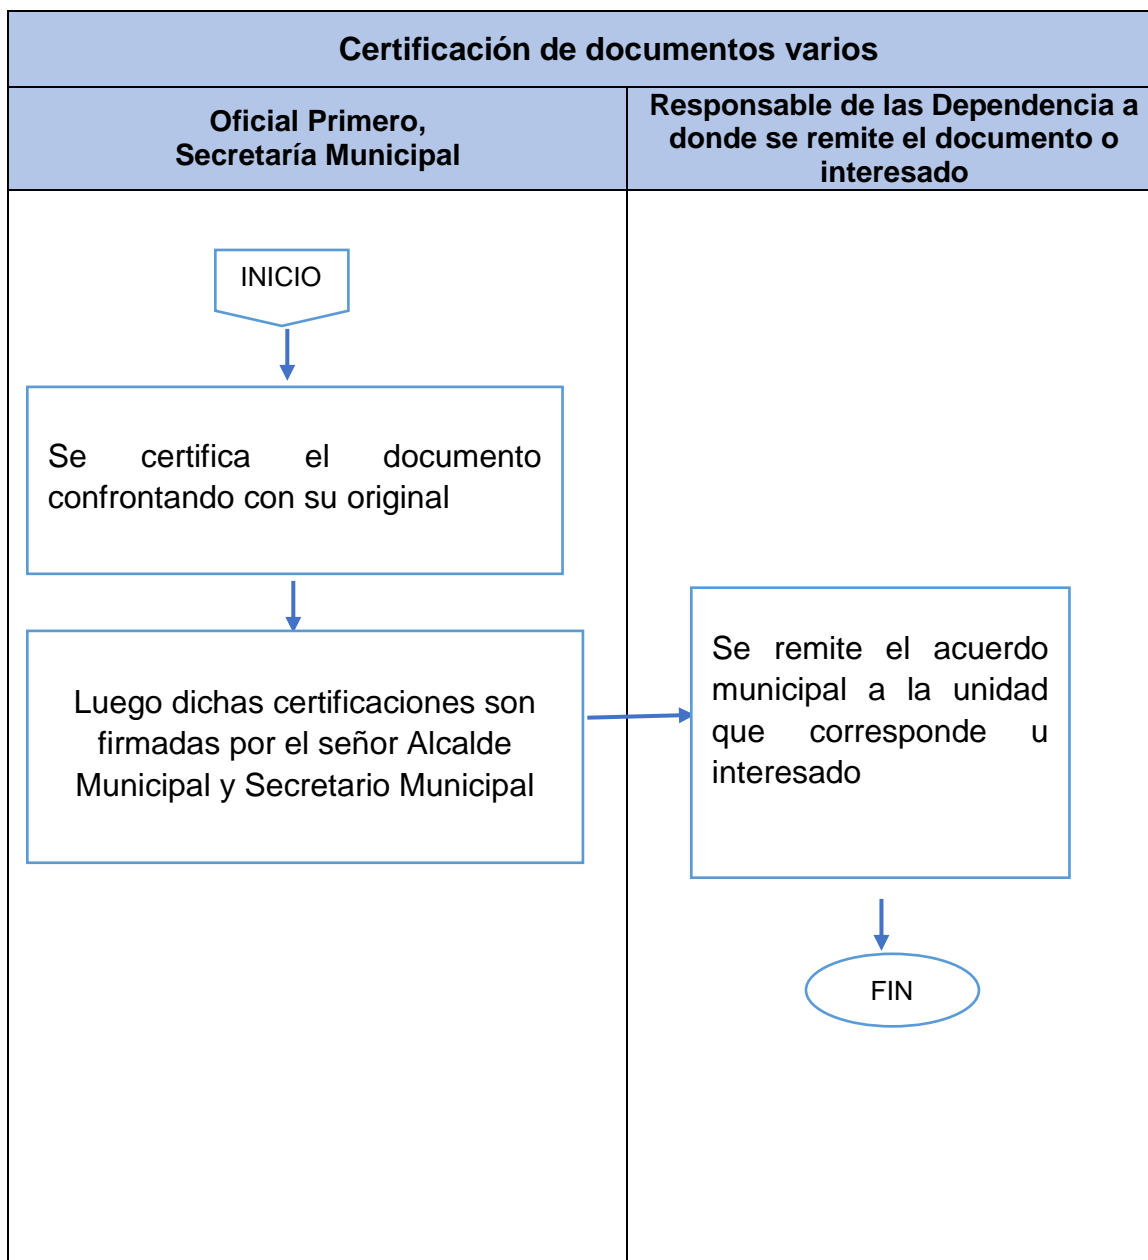 Certificación de documentos varios
Oficial Primero,
Secretaría Municipal
Responsable de las Dependencia a
donde se remite el documento o
interesado
INICIO
Se certifica el documento
confrontando con su original
Luego dichas certificaciones son
firmadas por el señor Alcalde
Municipal y Secretario Municipal
Se remite el acuerdo
municipal a la unidad
que corresponde u
interesado
FIN